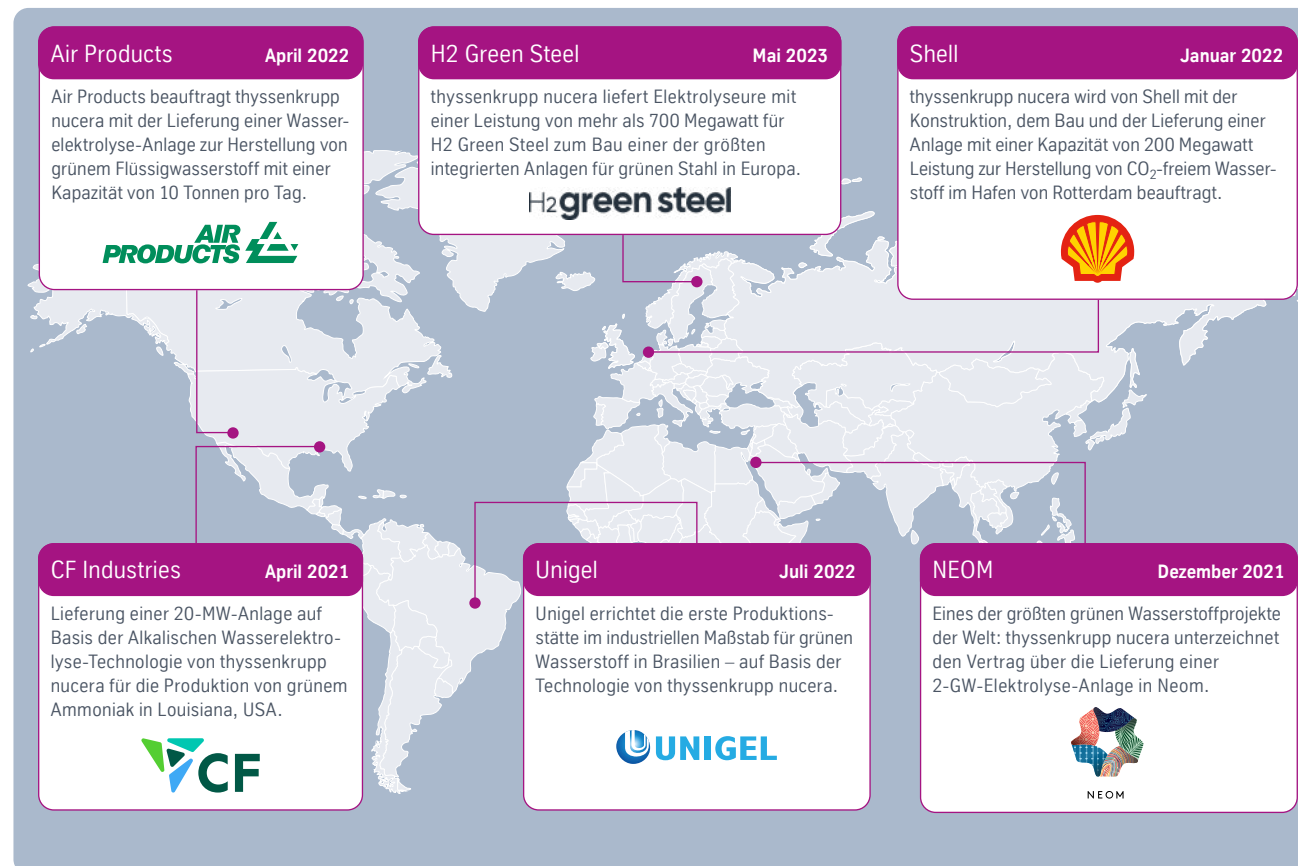 Air Products April 2022
Air Products beauftragt thyssenkrupp
nucera mit der Lieferung einer Wasser-
elektrolyse-Anlage zur Herstellung von
grünem Flüssigwasserstoff mit einer
Kapazität von 10 Tonnen pro Tag.
AIR
PRODUCTS
H2 Green Steel Mai 2023
thyssenkrupp nucera liefert Elektrolyseure mit
einer Leistung von mehr als 700 Megawatt für
H2 Green Steel zum Bau einer der größten
integrierten Anlagen für grünen Stahl in Europa.
H2green steel
Shell Januar 2022
thyssenkrupp nucera wird von Shell mit der
Konstruktion, dem Bau und der Lieferung einer
Anlage mit einer Kapazität von 200 Megawatt
Leistung zur Herstellung von CO₂-freiem Wasser-
stoff im Hafen von Rotterdam beauftragt.
CF Industries April 2021
Lieferung einer 20-MW-Anlage auf
Basis der Alkalischen Wasserelektro-
lyse-Technologie von thyssenkrupp
nucera für die Produktion von grünem
Ammoniak in Louisiana, USA.
CF
Unigel Juli 2022
Unigel errichtet die erste Produktions-
stätte im industriellen Maßstab für grünen
Wasserstoff in Brasilien – auf Basis der
Technologie von thyssenkrupp nucera.
UNIGEL
NEOM Dezember 2021
Eines der größten grünen Wasserstoffprojekte
der Welt: thyssenkrupp nucera unterzeichnet
den Vertrag über die Lieferung einer
2-GW-Elektrolyse-Anlage in Neom.
NEOM